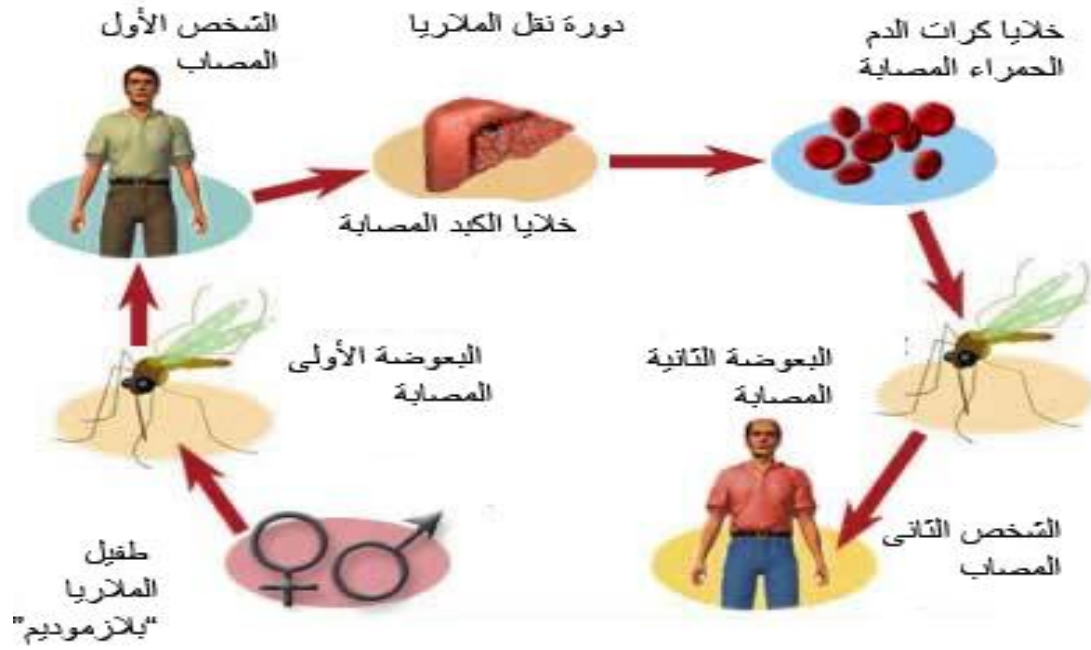 دورة نقل الملاريا
الشخص الأول
المصاب
خلايا الكبد المصابة
خلايا كرات الدم
الحمراء المصابة
البعوضة الأولى
المصابة
البعوضة الثانية
المصابة
الشخص الثانى
المصاب
طفيل
الملاريا
"بلازموديم"